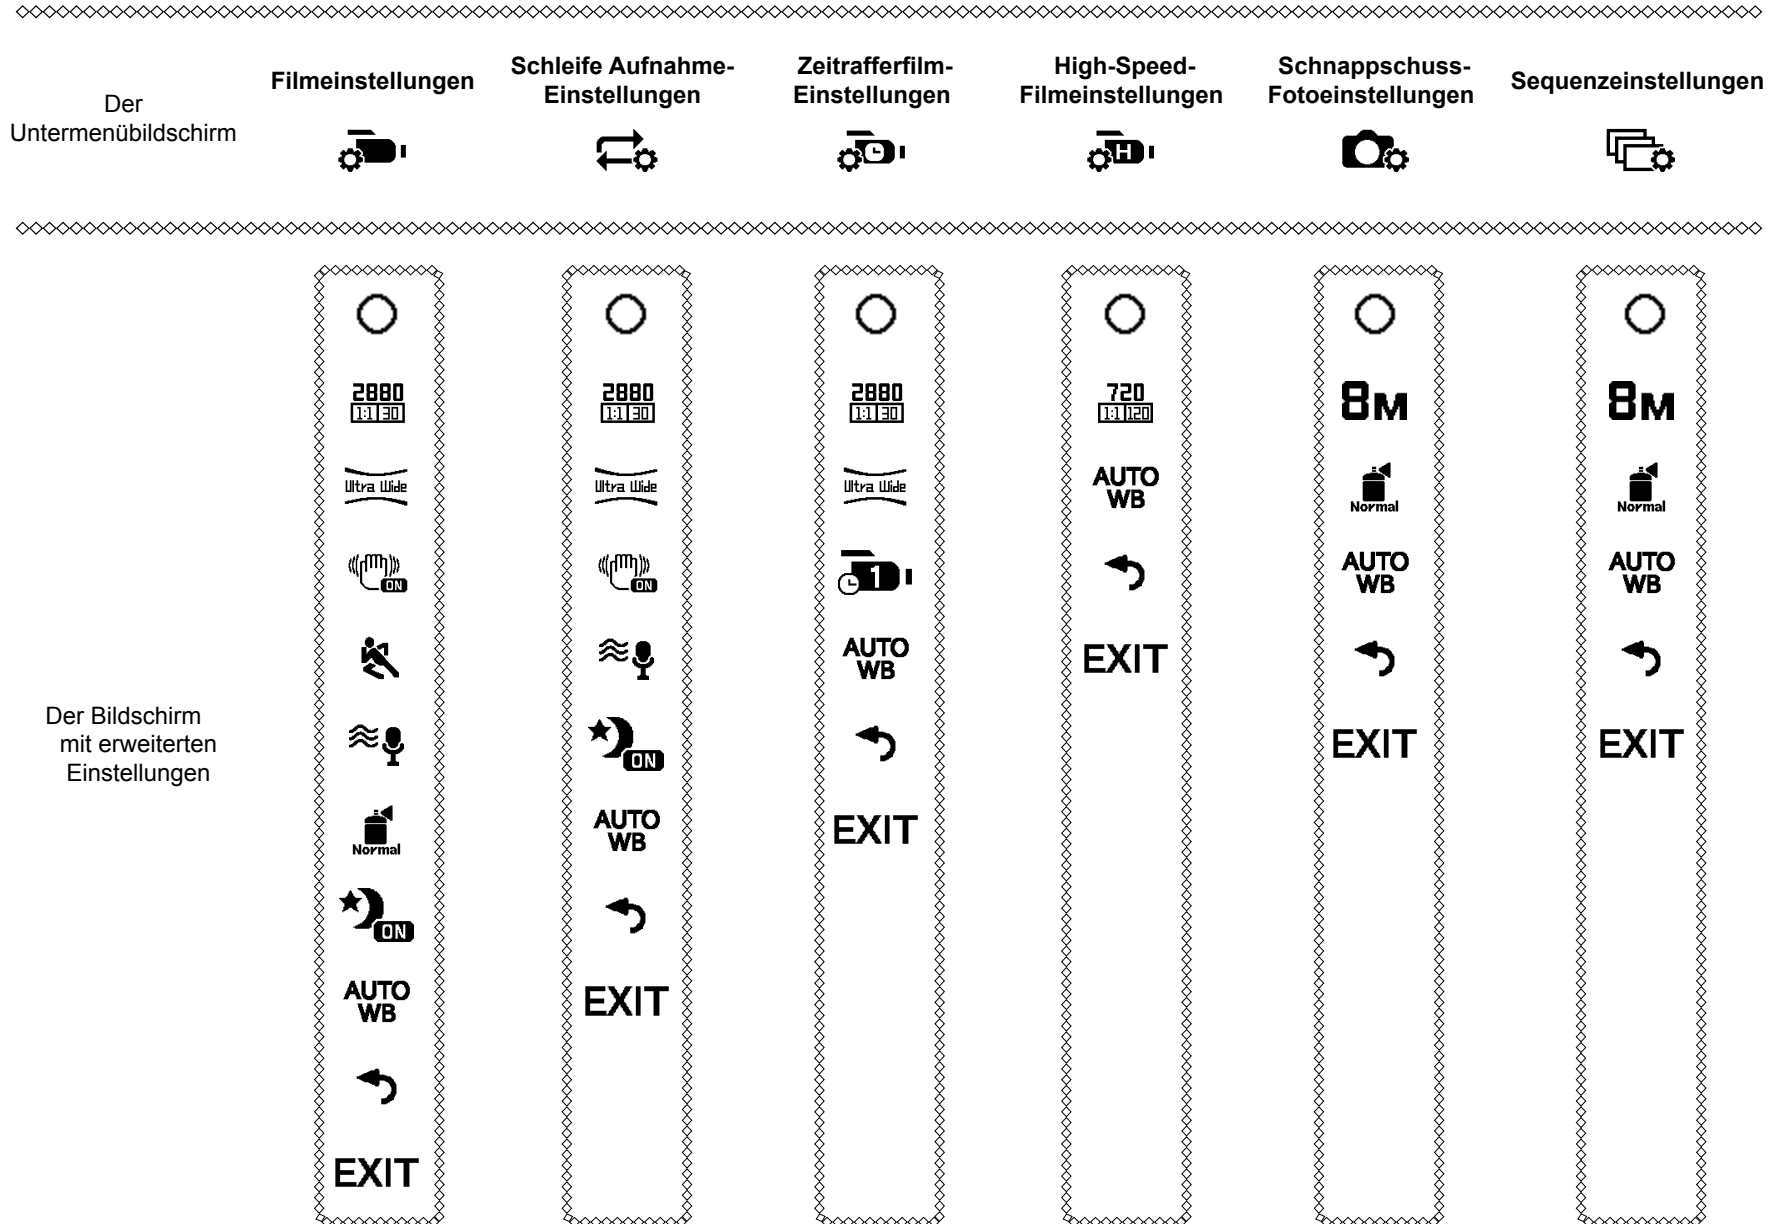 Der
Untermenübildschirm
Filmeinstellungen
Schleife Aufnahme-
Einstellungen
Zeitrafferfilm-
Einstellungen
High-Speed-
Filmeinstellungen
Schnappschuss-
Fotoeinstellungen
Sequenzeinstellungen
H
Der Bildschirm
mit erweiterten
Einstellungen
2880
1:1 30
Ultra Wide
ON
Normal
ON
AUTO
WB
EXIT
2880
1:1 30
Ultra Wide
ON
ON
AUTO
WB
EXIT
2880
1:1 30
Ultra Wide
1
AUTO
WB
EXIT
720
1:1 120
AUTO
WB
EXIT
8M
Normal
AUTO
WB
EXIT
8M
Normal
AUTO
WB
EXIT